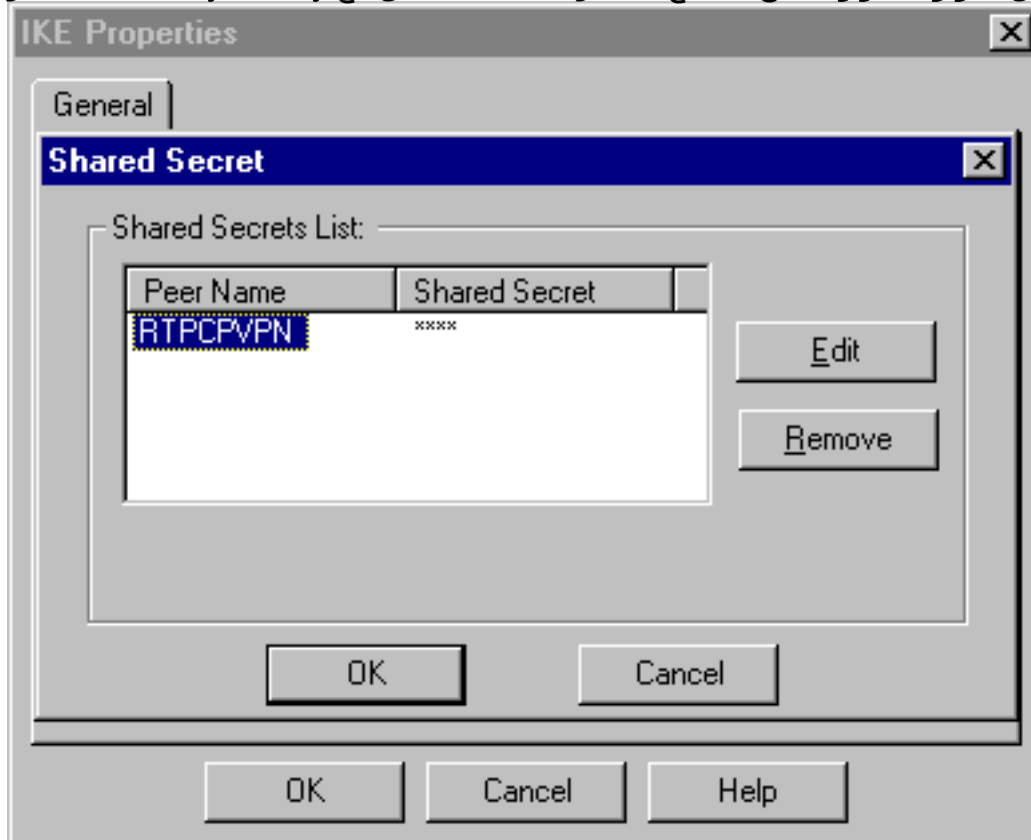 IKE Properties
General
Shared Secret
Shared Secrets List:
Peer Name Shared Secret
RTPCPVPN ××××
Edit
Remove
OK Cancel
OK Cancel Help